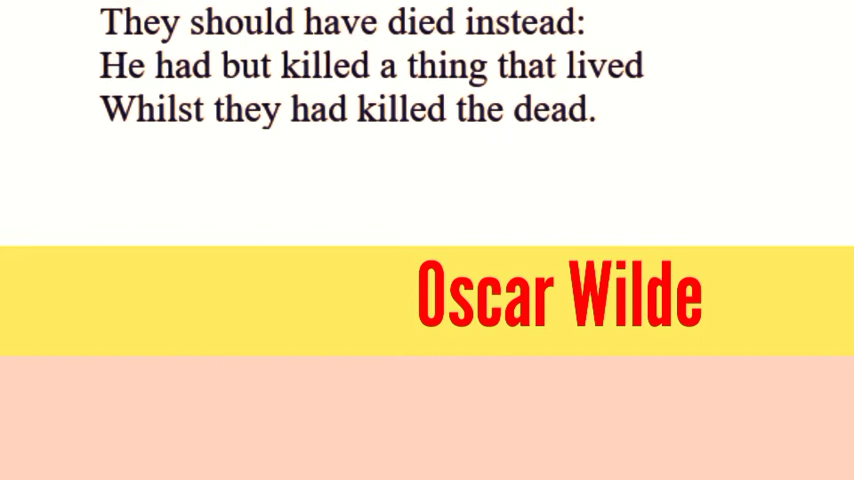 They should have died instead:
He had but killed a thing that lived
Whilst they had killed the dead.
Oscar Wilde